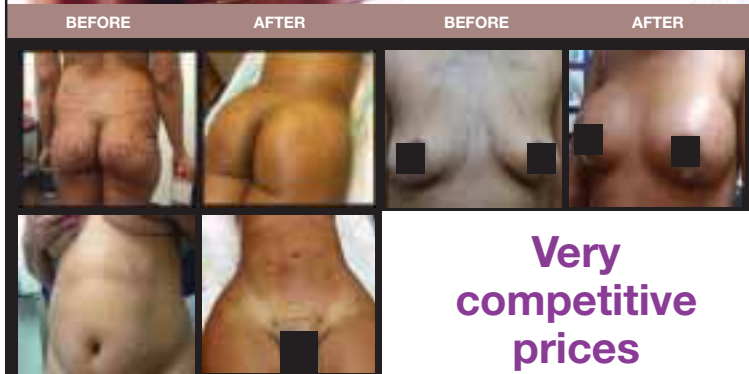 BEFORE AFTER BEFORE AFTER
Very
competitive
prices